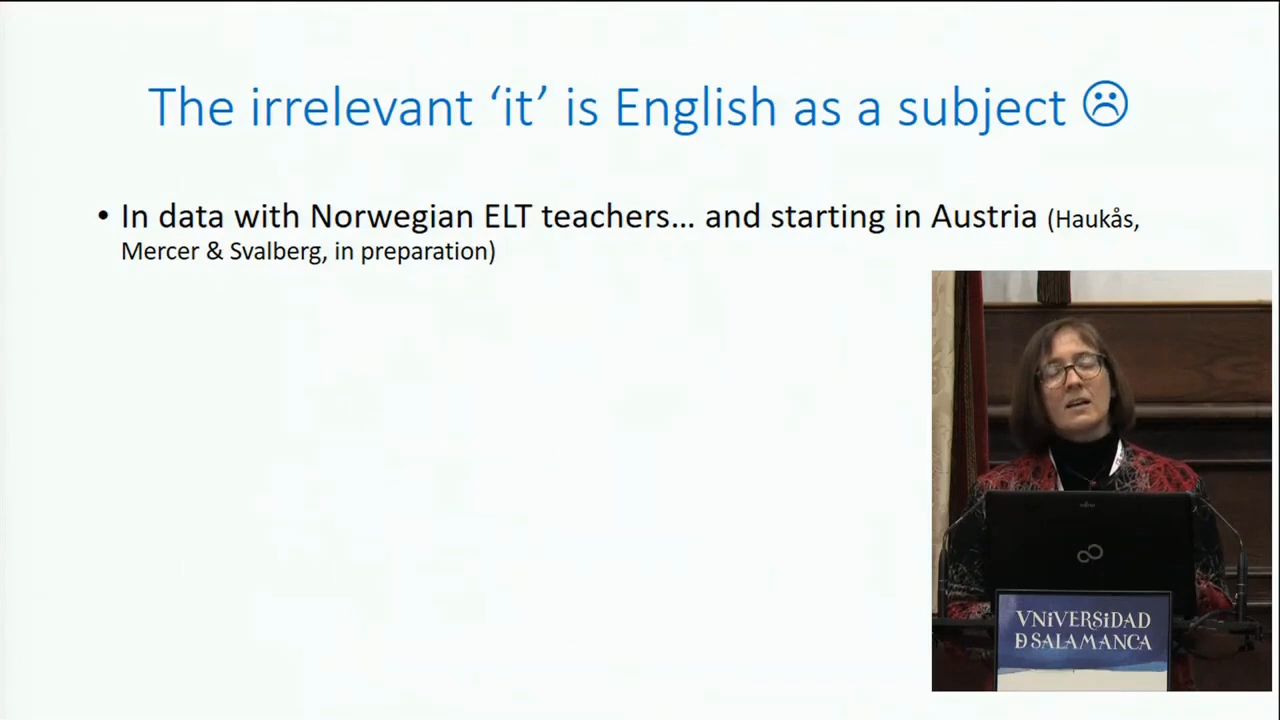 The irrelevant ‘it’ is English as a subject ☹
• In data with Norwegian ELT teachers… and starting in Austria (Haukås,
Mercer & Svalberg, in preparation)
VNiVERSiDAD
Ð SALAMANCA